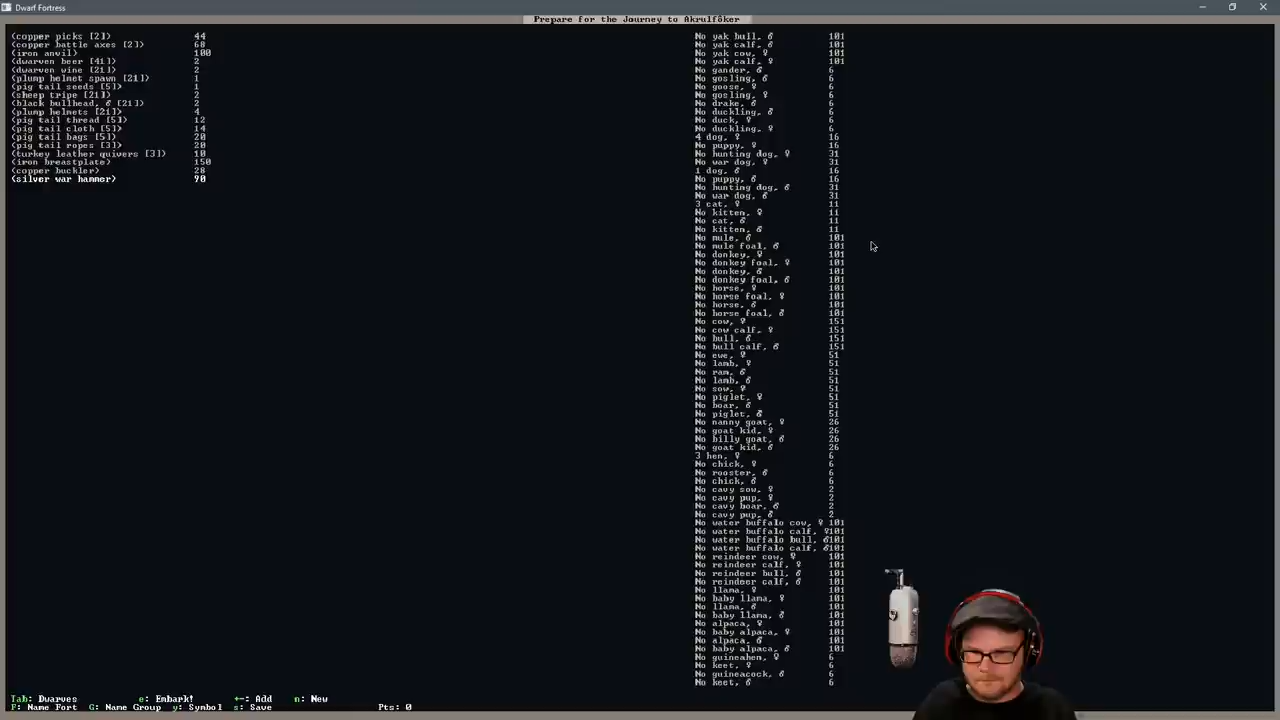 Dwarf Fortress
Prepare for the Journey to Akrulfôker
(copper picks [2]) 44
(copper battle axes [2]) 68
(iron anvil) 100
(dwarven beer [41]) 2
(dwarven wine [21]) 2
(plump helmet spawn [21]) 1
(pig tail seeds [5]) 1
(sheep tripe [21]) 2
(black bullhead, ♂ [21]) 2
(plump helmets [21]) 4
(pig tail thread [5]) 12
(pig tail cloth [5]) 14
(pig tail bags [5]) 20
(pig tail ropes [3]) 20
(turkey leather quivers [3]) 10
(iron breastplate) 150
(copper buckler) 28
(silver war hammer) 90
No yak bull, ♂ 101
No yak calf, ♂ 101
No yak cow, ♀ 101
No yak calf, ♀ 101
No gander, ♂ 6
No gosling, ♂ 6
No goose, ♀ 6
No gosling, ♀ 6
No drake, ♂ 6
No duckling, ♂ 6
No duck, ♀ 6
No duckling, ♀ 6
4 dog, ♀ 16
No puppy, ♀ 16
No hunting dog, ♀ 31
No war dog, ♀ 31
1 dog, ♂ 16
No puppy, ♂ 16
No hunting dog, ♂ 31
No war dog, ♂ 31
3 cat, ♀ 11
No kitten, ♀ 11
No cat, ♂ 11
No kitten, ♂ 11
No mule, ♂ 101
No mule foal, ♂ 101
No donkey, ♀ 101
No donkey foal, ♀ 101
No donkey, ♂ 101
No donkey foal, ♂ 101
No horse, ♀ 101
No horse foal, ♀ 101
No horse, ♂ 101
No horse foal, ♂ 101
No cow, ♀ 151
No cow calf, ♀ 151
No bull, ♂ 151
No bull calf, ♂ 151
No ewe, ♀ 51
No lamb, ♀ 51
No ram, ♂ 51
No lamb, ♂ 51
No sow, ♀ 51
No piglet, ♀ 51
No boar, ♂ 51
No piglet, ♂ 51
No nanny goat, ♀ 26
No goat kid, ♀ 26
No billy goat, ♂ 26
No goat kid, ♂ 26
3 hen, ♀ 6
No chick, ♀ 6
No rooster, ♂ 6
No chick, ♂ 6
No cavy sow, ♀ 2
No cavy pup, ♀ 2
No cavy boar, ♂ 2
No cavy pup, ♂ 2
No water buffalo cow, ♀ 101
No water buffalo calf, ♀101
No water buffalo bull, ♂101
No water buffalo calf, ♂101
No reindeer cow, ♀ 101
No reindeer calf, ♀ 101
No reindeer bull, ♂ 101
No reindeer calf, ♂ 101
No llama, ♀ 101
No baby llama, ♀ 101
No llama, ♂ 101
No baby llama, ♂ 101
No alpaca, ♀ 101
No baby alpaca, ♀ 101
No alpaca, ♂ 101
No baby alpaca, ♂ 101
No guineahen, ♀ 6
No keet, ♀ 6
No guineacock, ♂ 6
No keet, ♂ 6
Tab: Dwarves e: Embark! +-: Add n: New
F: Name Fort G: Name Group y: Symbol s: Save Pts: 0